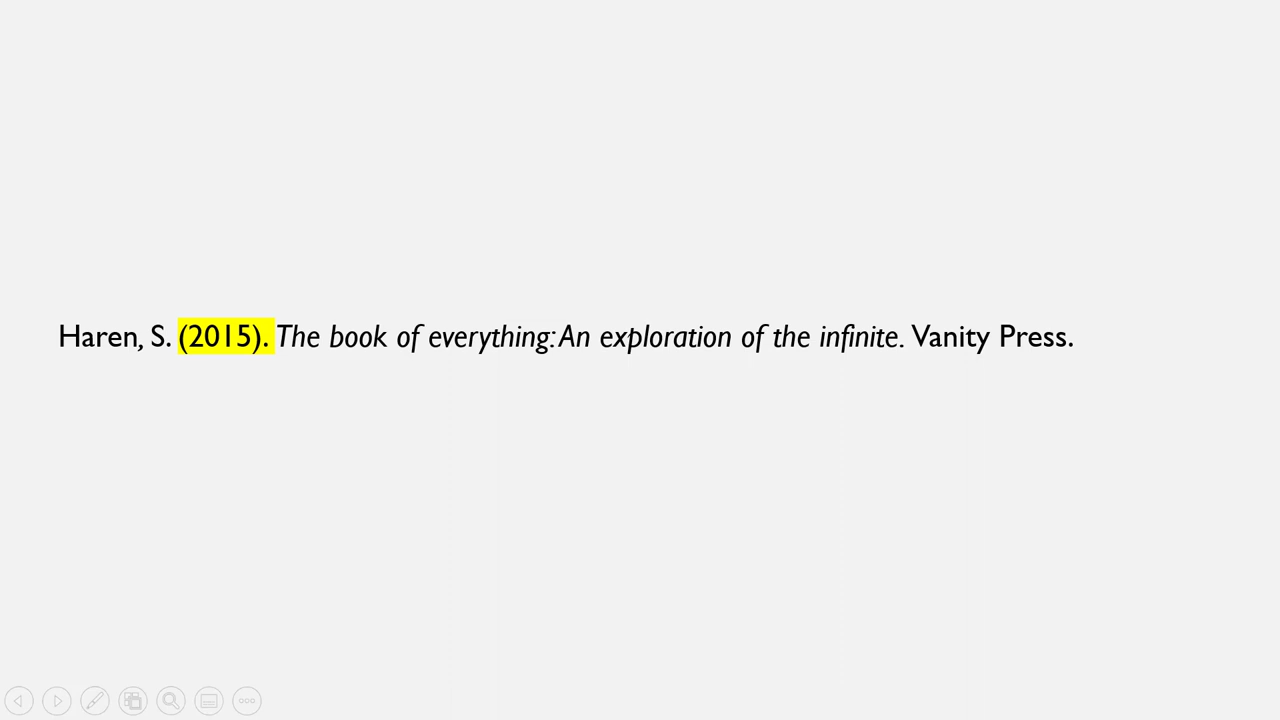 Haren, S. (2015). The book of everything: An exploration of the infinite. Vanity Press.